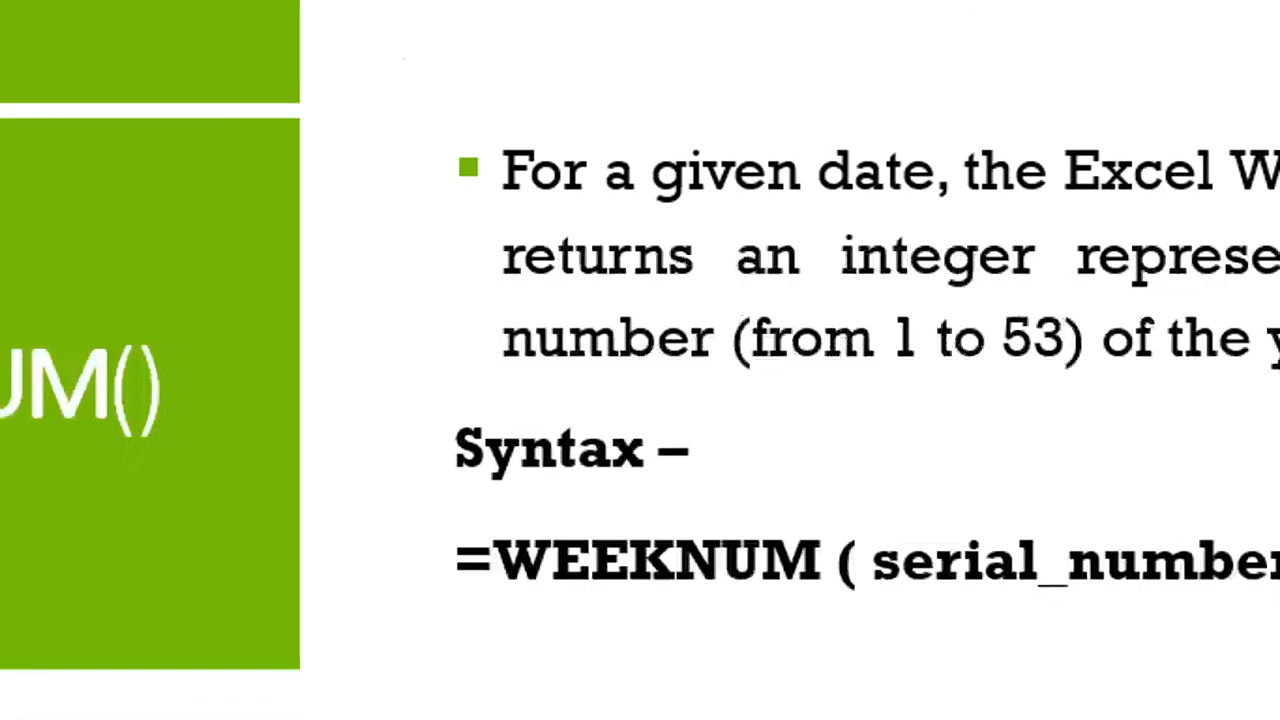 UM()
For a given date, the Excel W
returns an integer represe
number (from 1 to 53) of the y
Syntax –
=WEEKNUM ( serial_number